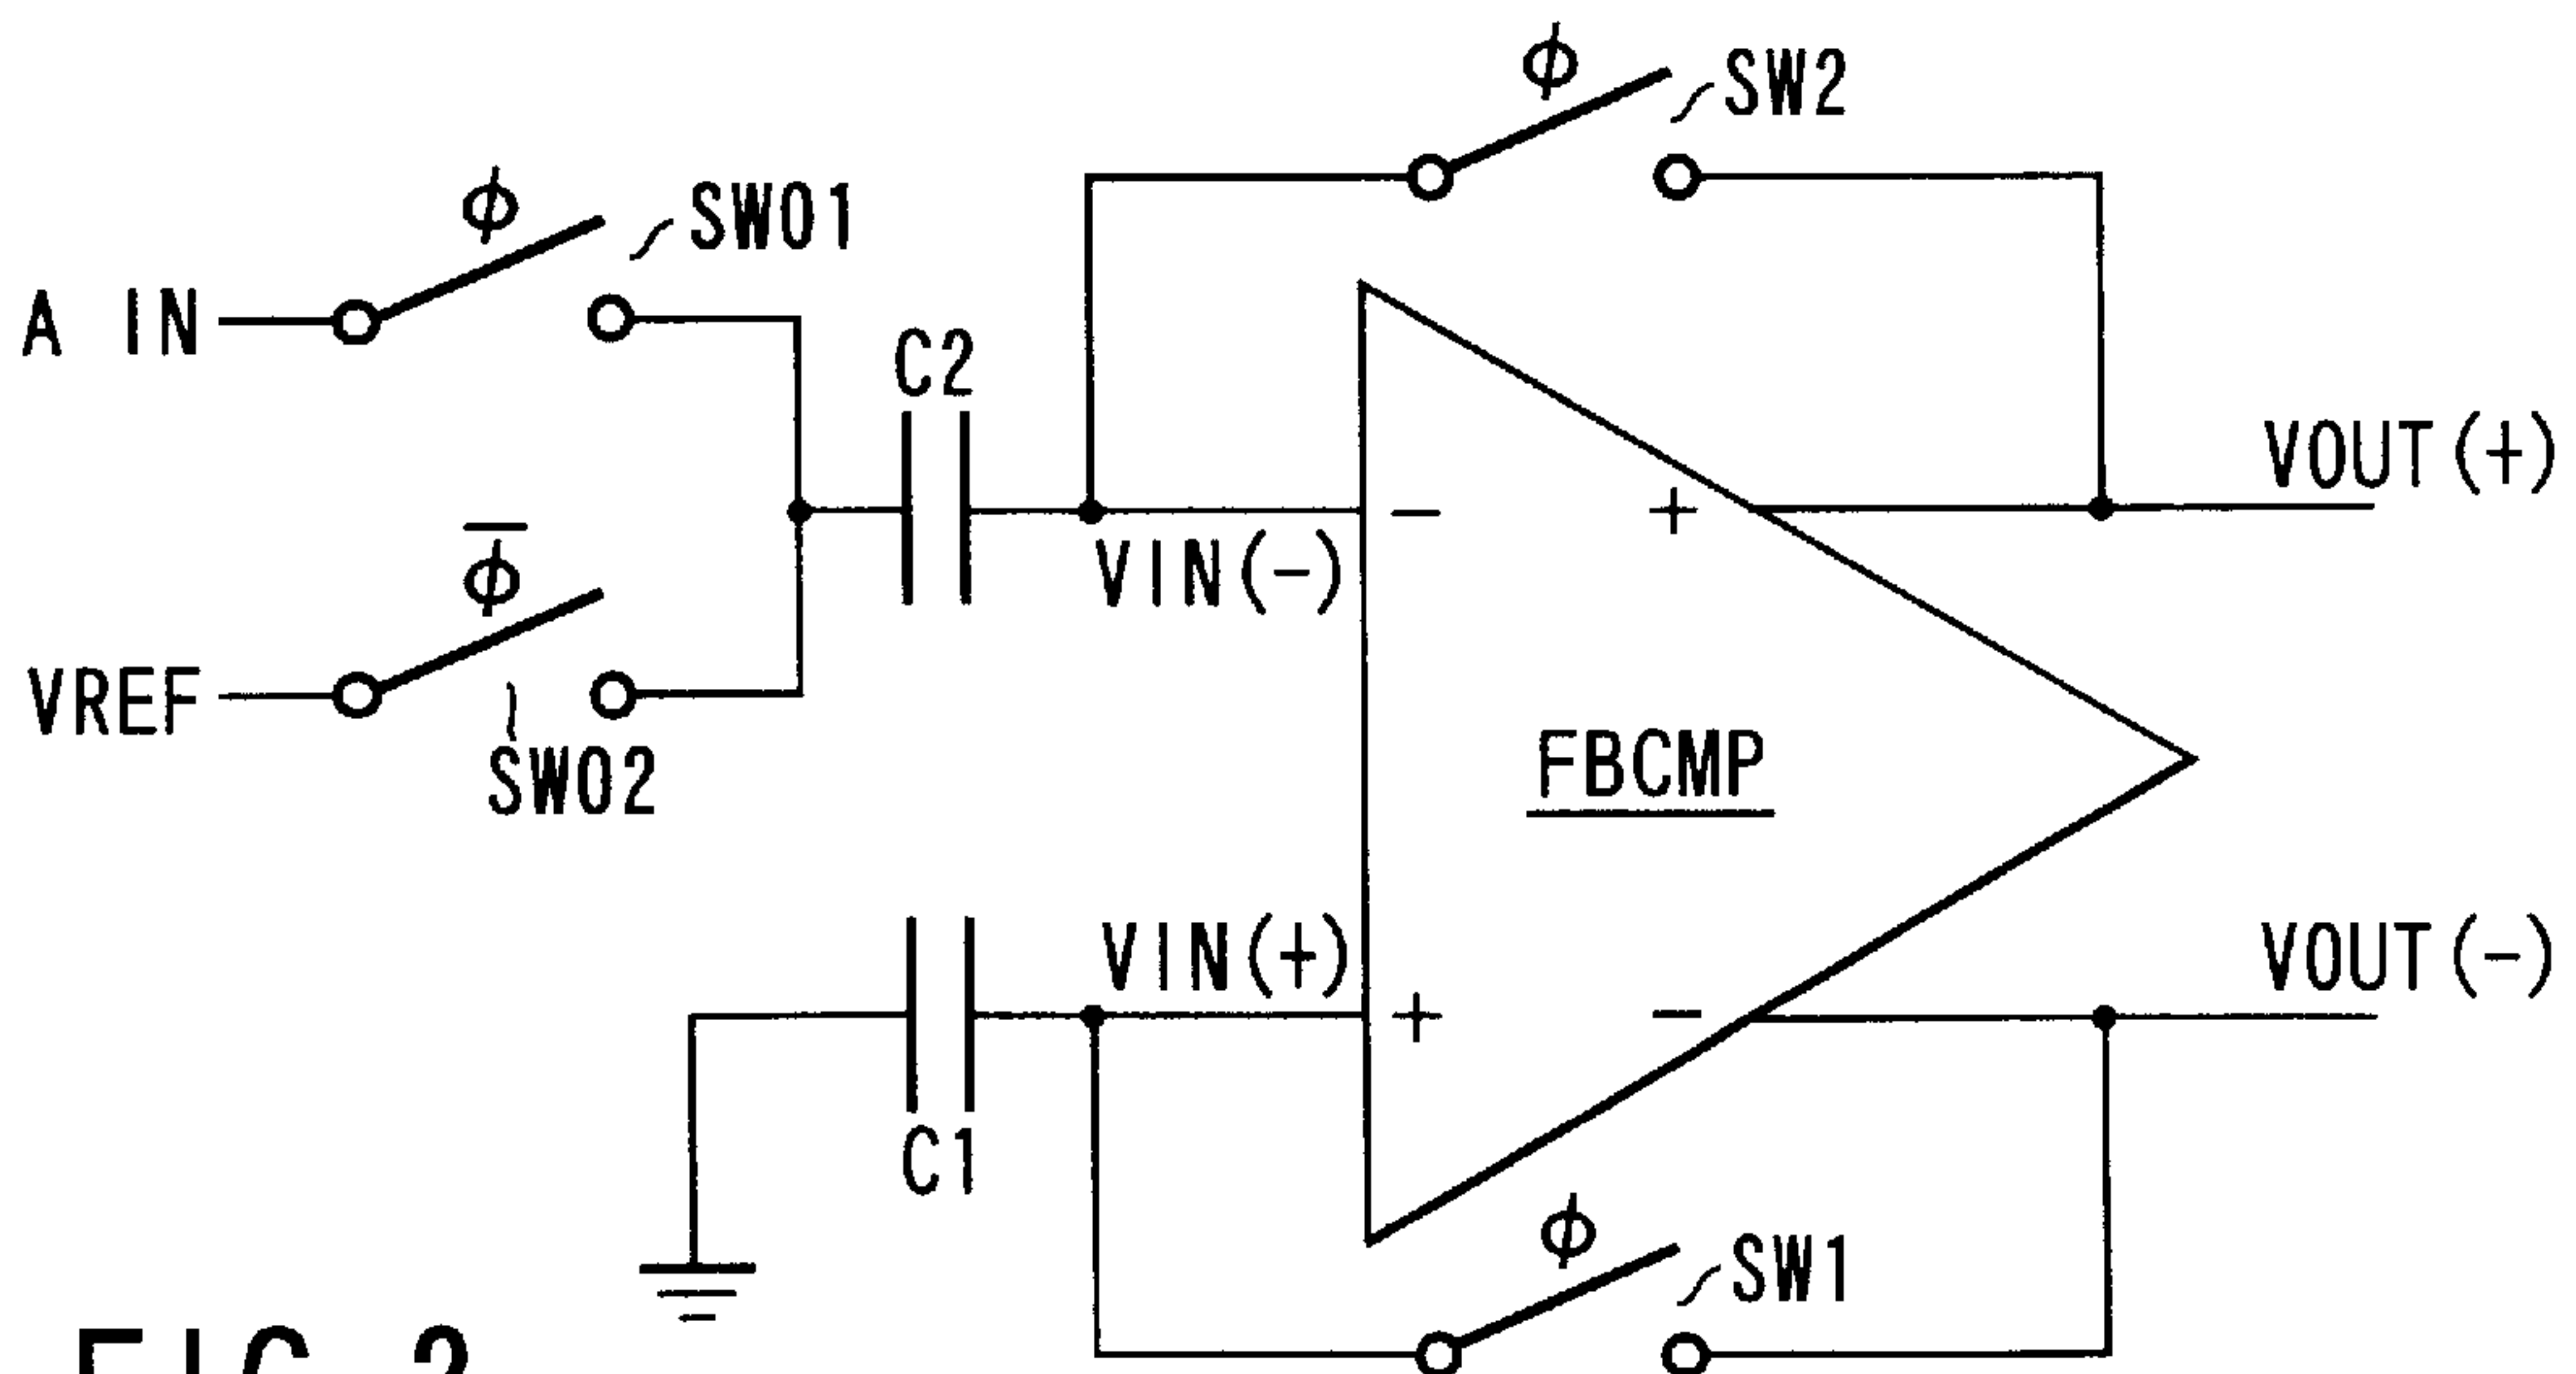 ϕ
SW2
ϕ
SW01
A IN
C2
VOUT(+)
− +
ϕ̅
VIN(−)
VREF
SW02
FBCMP
VIN(+)
VOUT(−)
+ −
C1
ϕ
SW1